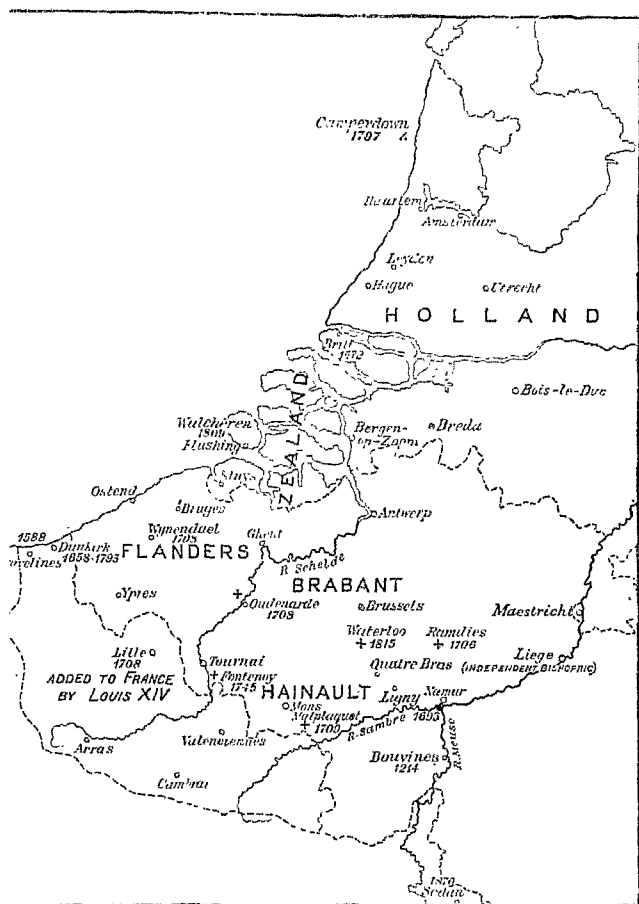 Camperdown
1797
Haarlem
Amsterdam
Leyden
Hague
Utrecht
HOLLAND
Brill
1572
Bois-le-Duc
ZEALAND
Walcheren
1809
Flushing
Bergen-
op-Zoom
Breda
Sluys
Ostend
Bruges
Antwerp
Wynendael
1708
1588
Dunkirk
1658-1793
FLANDERS
Ghent
R. Schelde
BRABANT
Ypres
Oudenarde
1708
Brussels
Maestricht
Waterloo
1815
Ramilies
1706
Lille
1708
Tournai
Liege
(INDEPENDENT BISHOPRIC)
Quatre Bras
ADDED TO FRANCE
BY LOUIS XIV
Fontenoy
1745
HAINAULT
Ligny
Namur
1695
Mons
Malplaquet
1709
R. Sambre
R. Meuse
Arras
Valenciennes
Bouvines
1214
Cambrai
1870
Sedan